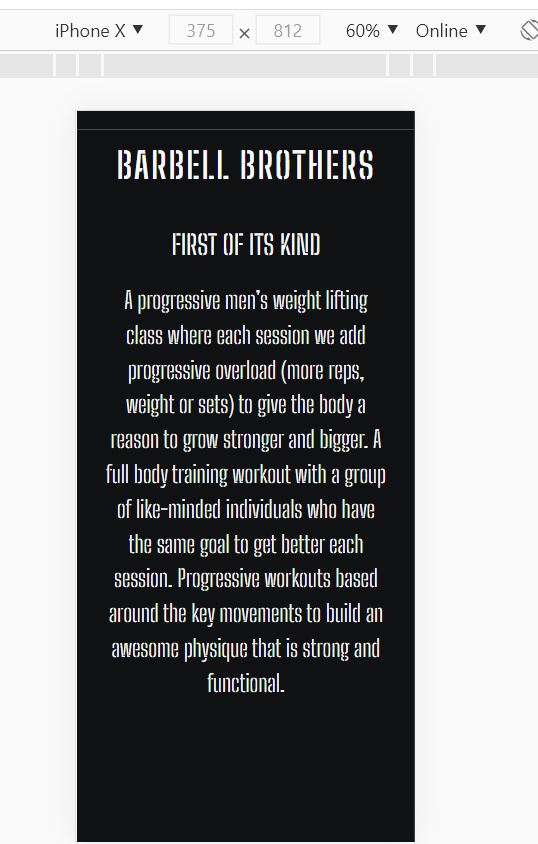 iPhone X ▼ 375 × 812 60% ▼ Online ▼
BARBELL BROTHERS
FIRST OF ITS KIND
A progressive men's weight lifting
class where each session we add
progressive overload (more reps,
weight or sets) to give the body a
reason to grow stronger and bigger. A
full body training workout with a group
of like-minded individuals who have
the same goal to get better each
session. Progressive workouts based
around the key movements to build an
awesome physique that is strong and
functional.